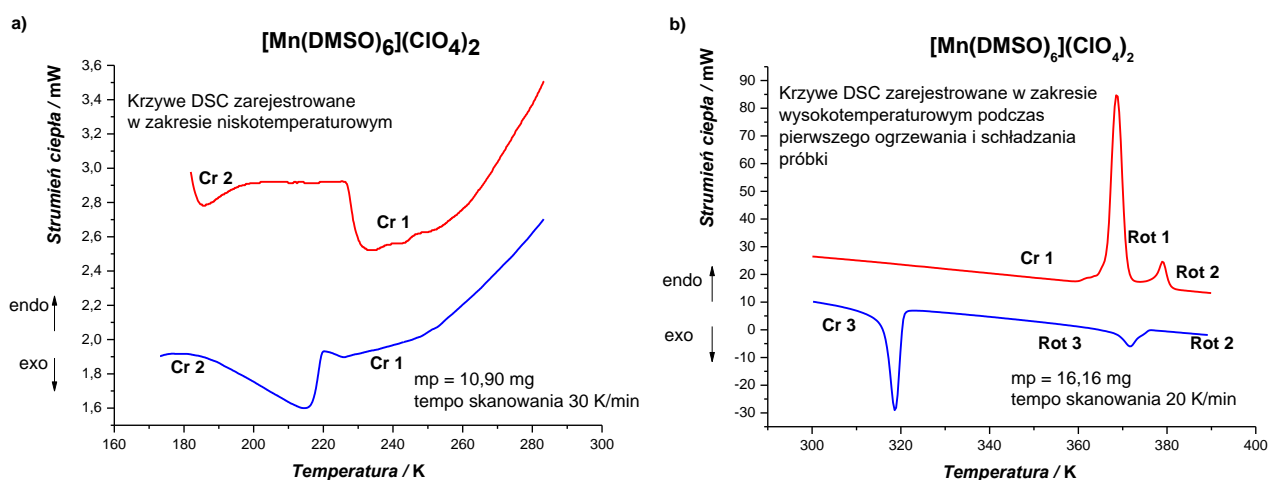 a)
[Mn(DMSO)6](ClO4)2
Krzywe DSC zarejestrowane
w zakresie niskotemperaturowym
Strumień ciepła / mW
3,6
3,4
3,2
3,0
2,8
2,6
2,4
2,2
2,0
1,8
1,6
Cr 2
Cr 1
endo
exo
Cr 2
Cr 1
mp = 10,90 mg
tempo skanowania 30 K/min
160 180 200 220 240 260 280 300
Temperatura / K
b)
[Mn(DMSO)6](ClO4)2
Krzywe DSC zarejestrowane w zakresie
wysokotemperaturowym podczas
pierwszego ogrzewania i schładzania
próbki
Strumień ciepła / mW
90
80
70
60
50
40
30
20
10
0
-10
-20
-30
Cr 1
Rot 1
Rot 2
endo
exo
Cr 3
Rot 3
Rot 2
mp = 16,16 mg
tempo skanowania 20 K/min
300 320 340 360 380 400
Temperatura / K